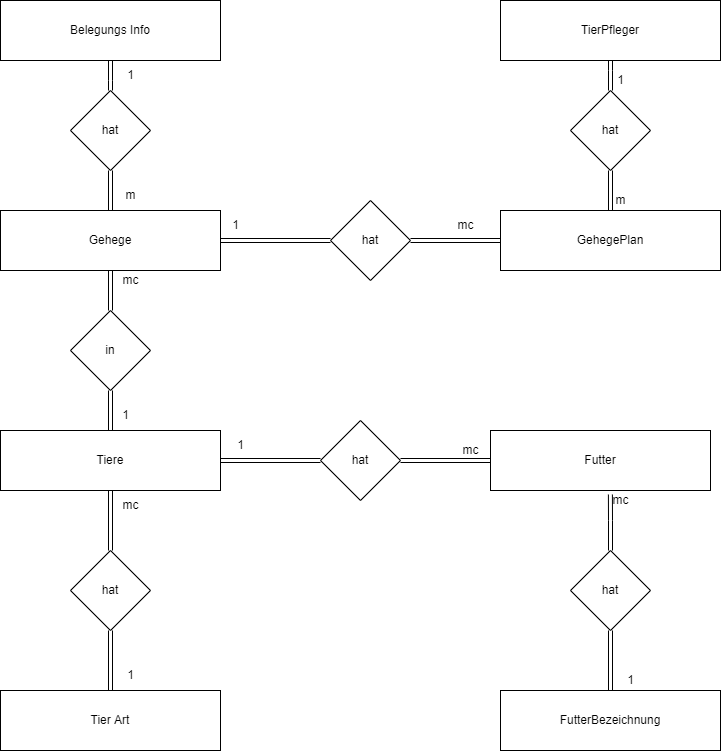 Belegungs Info
TierPfleger
1
1
hat
hat
m
m
Gehege
1
hat
mc
GehegePlan
mc
in
1
Tiere
1
hat
mc
Futter
mc
mc
hat
hat
1
1
Tier Art
FutterBezeichnung